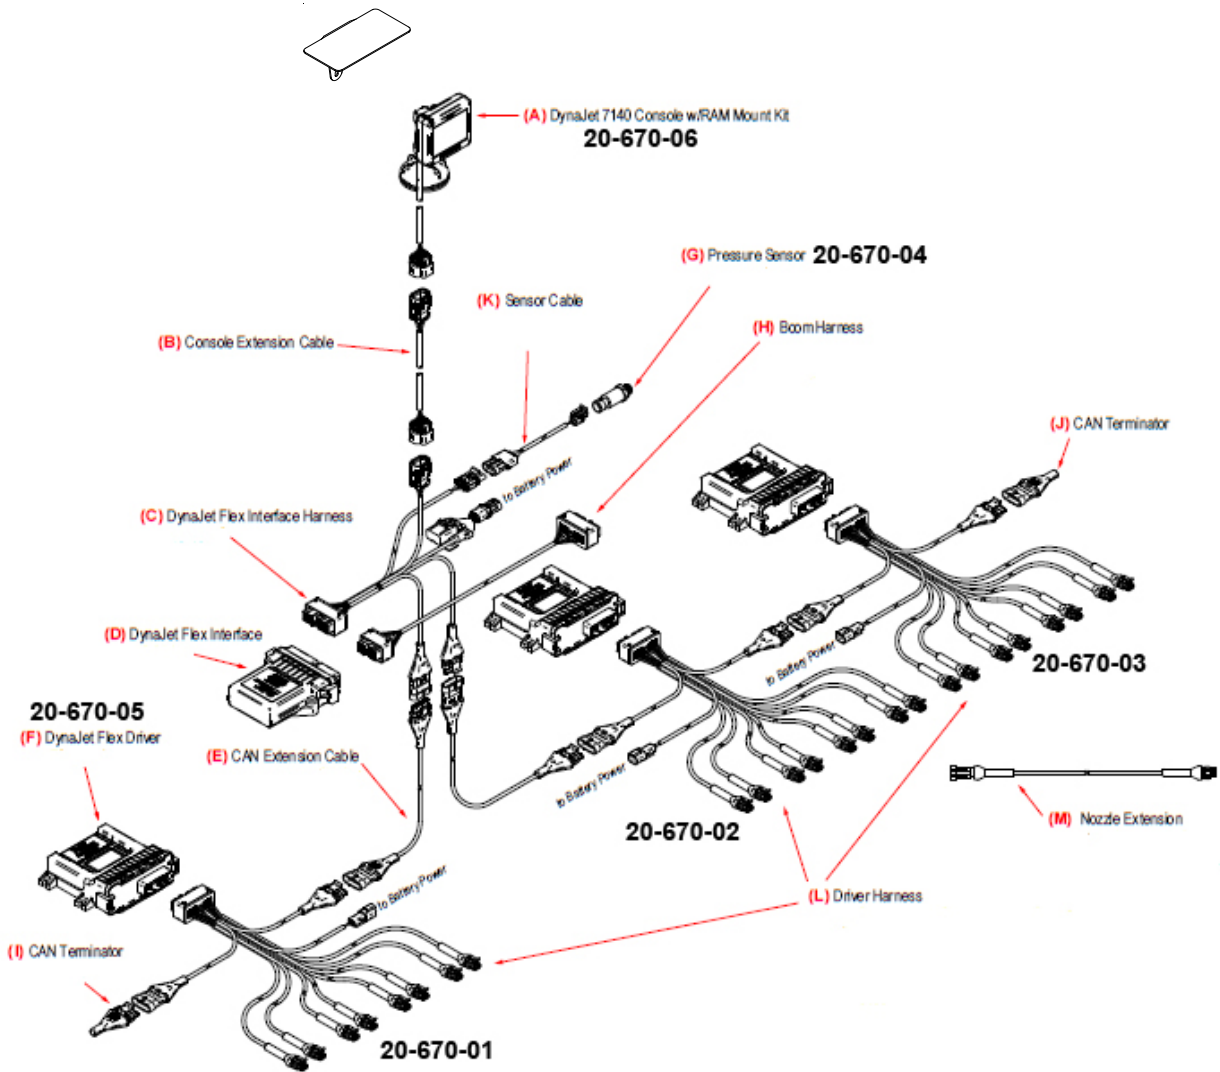 (A) DynaJet 7140 Console w/RAM Mount Kit
20-670-06
(G) Pressure Sensor 20-670-04
(K) Sensor Cable
(H) Boom Harness
(B) Console Extension Cable
(J) CAN Terminator
to Battery Power
(C) DynaJet Flex Interface Harness
(D) DynaJet Flex Interface
to Battery Power
20-670-03
20-670-05
(F) DynaJet Flex Driver
(E) CAN Extension Cable
to Battery Power
(M) Nozzle Extension
20-670-02
to Battery Power
(L) Driver Harness
(I) CAN Terminator
20-670-01